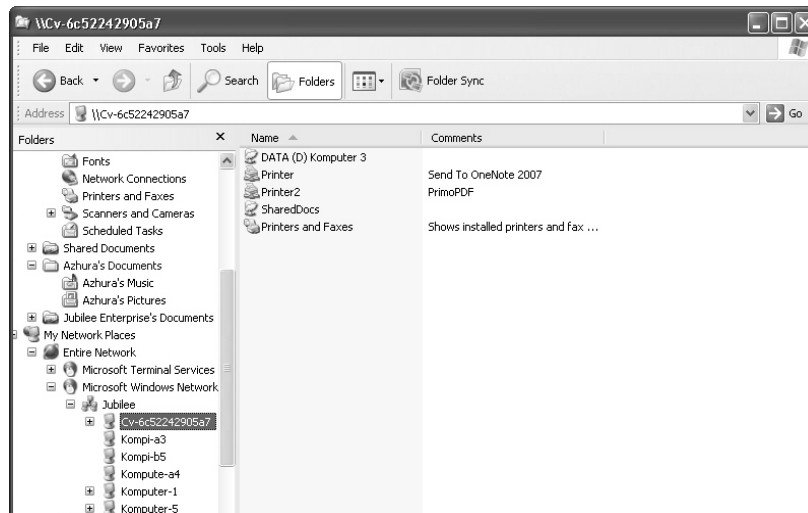 \\Cv-6c52242905a7
File Edit View Favorites Tools Help
Back Search Folders Folder Sync
Address \\Cv-6c52242905a7 Go
Folders
Name Comments
Fonts
Network Connections
Printers and Faxes
Scanners and Cameras
Scheduled Tasks
Shared Documents
Azhura's Documents
Azhura's Music
Azhura's Pictures
Jubilee Enterprise's Documents
My Network Places
Entire Network
Microsoft Terminal Services
Microsoft Windows Network
Jubilee
Cv-6c52242905a7
Kompi-a3
Kompi-b5
Kompute-a4
Komputer-1
Komputer-5
DATA (D) Komputer 3
Printer Send To OneNote 2007
Printer2 PrimoPDF
SharedDocs
Printers and Faxes Shows installed printers and fax ...